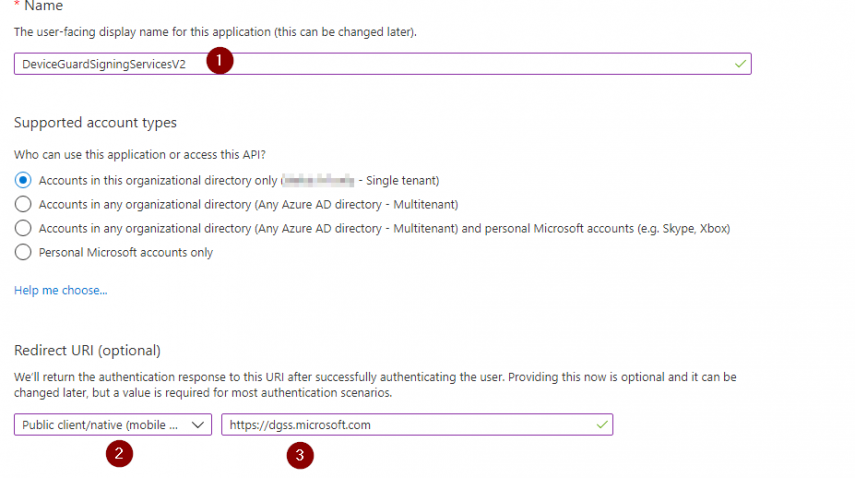 * Name
The user-facing display name for this application (this can be changed later).
DeviceGuardSigningServicesV2
1
Supported account types
Who can use this application or access this API?
Accounts in this organizational directory only ( - Single tenant)
Accounts in any organizational directory (Any Azure AD directory - Multitenant)
Accounts in any organizational directory (Any Azure AD directory - Multitenant) and personal Microsoft accounts (e.g. Skype, Xbox)
Personal Microsoft accounts only
Help me choose...
Redirect URI (optional)
We'll return the authentication response to this URI after successfully authenticating the user. Providing this now is optional and it can be
changed later, but a value is required for most authentication scenarios.
Public client/native (mobile ... https://dgss.microsoft.com
2 3